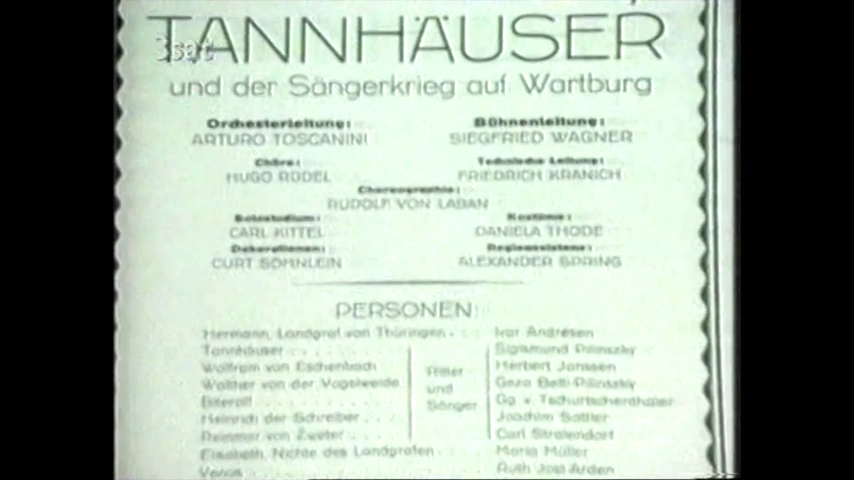 3sat
TANNHÄUSER
und der Sängerkrieg auf Wartburg
Orchesterleitung: Bühnenleitung:
ARTURO TOSCANINI SIEGFRIED WAGNER
Chöre: Technische Leitung:
HUGO RÜDEL FRIEDRICH KRANICH
Choreographie:
RUDOLF VON LABAN
Solostudium: Kostüme:
CARL KITTEL DANIELA THODE
Dekorationen: Regieassistenz:
CURT SÖHNLEIN ALEXANDER SPRING
PERSONEN:
Hermann, Landgraf von Thüringen . . . Ivar Andrésen
Tannhäuser . . . Sigismund Pilinszky
Wolfram von Eschenbach Herbert Janssen
Walther von der Vogelweide Ritter Geza Belti-Pilinszky
Biterolf . . . und Gg. v. Tschurtschenthaler
Heinrich der Schreiber . . . Sänger Joachim Sattler
Reinmar von Zweter . . . Carl Stralendorf
Elisabeth, Nichte des Landgrafen . . . Maria Müller
Venus . . . Ruth Jost-Arden